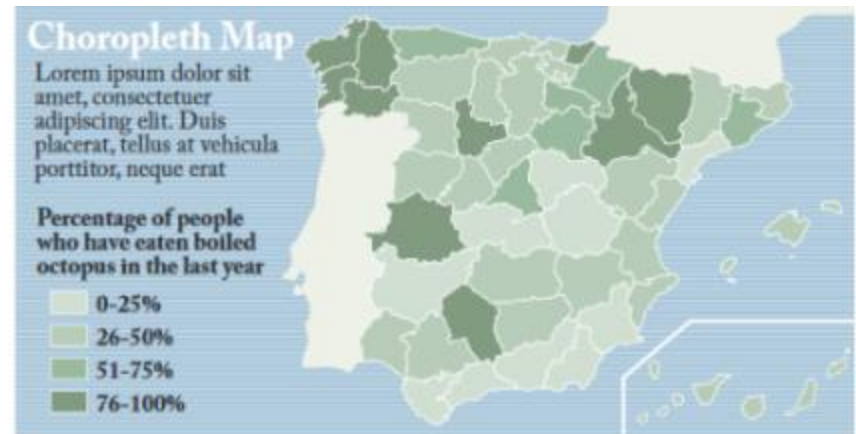 Choropleth Map
Lorem ipsum dolor sit
amet, consectetuer
adipiscing elit. Duis
placerat, tellus at vehicula
porttitor, neque erat
Percentage of people
who have eaten boiled
octopus in the last year
0-25%
26-50%
51-75%
76-100%